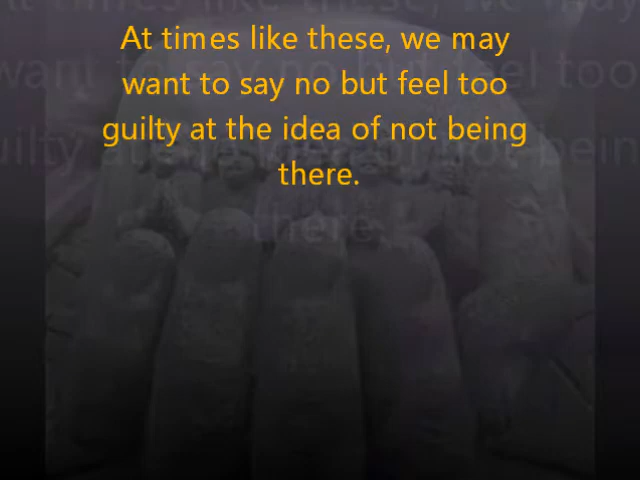 At times like these, we may
want to say no but feel too
guilty at the idea of not being
there.